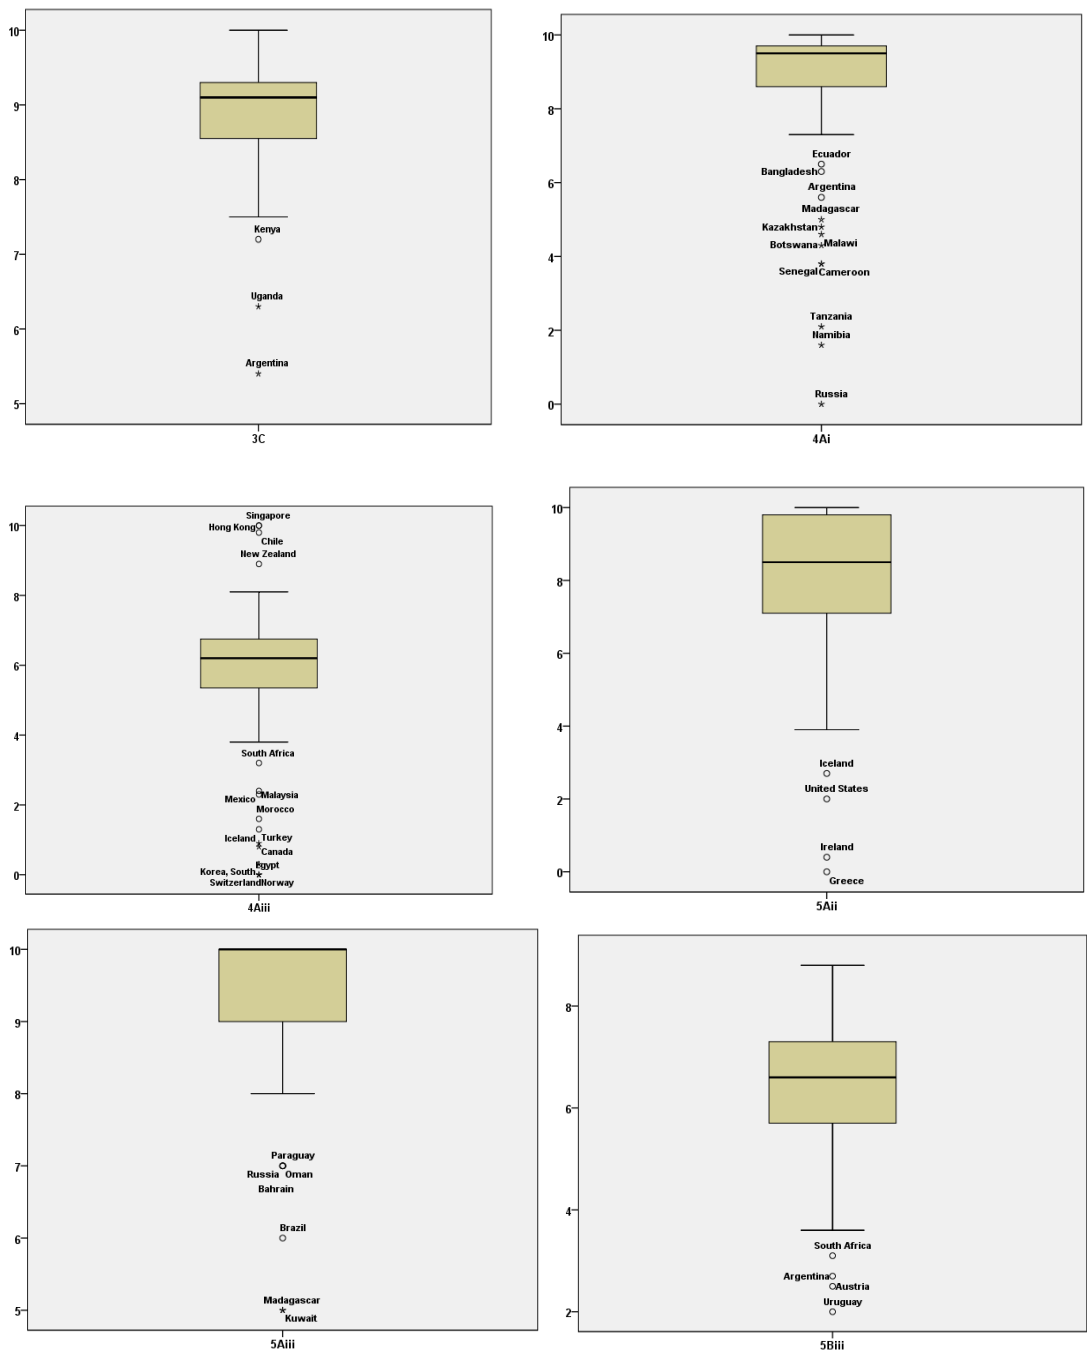 10
9
8
7
6
5
Kenya
Uganda
Argentina
3C
10
8
6
4
2
0
Ecuador
Bangladesh
Argentina
Madagascar
Kazakhstan
Botswana Malawi
Senegal Cameroon
Tanzania
Namibia
Russia
4Ai
10
8
6
4
2
0
Singapore
Hong Kong
Chile
New Zealand
South Africa
Mexico Malaysia
Morocco
Iceland Turkey
Canada
Egypt
Korea, South
Switzerland Norway
4Aiii
10
8
6
4
2
0
Iceland
United States
Ireland
Greece
5Aii
10
9
8
7
6
5
Paraguay
Russia Oman
Bahrain
Brazil
Madagascar
Kuwait
5Aiii
8
6
4
2
South Africa
Argentina
Austria
Uruguay
5Biii